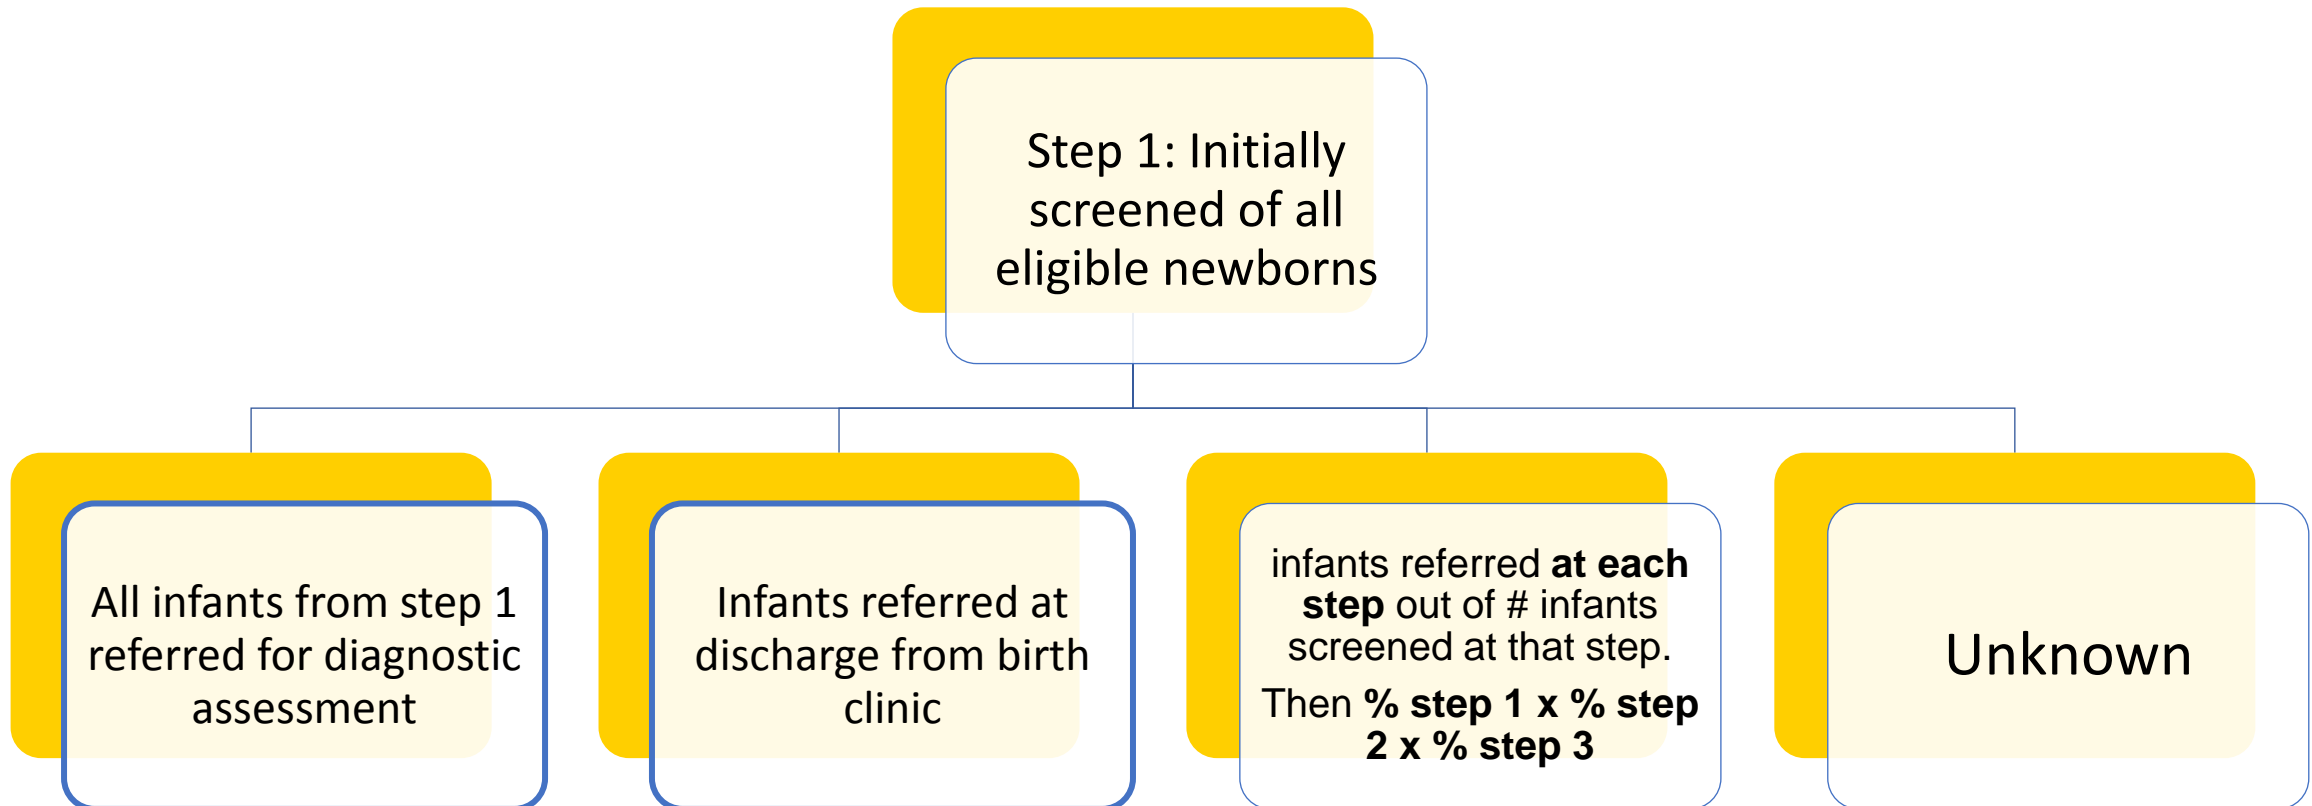 Step 1: Initially
screened of all
eligible newborns
All infants from step 1
referred for diagnostic
assessment
Infants referred at
discharge from birth
clinic
infants referred at each
step out of # infants
screened at that step.
Then % step 1 x % step
2 x % step 3
Unknown